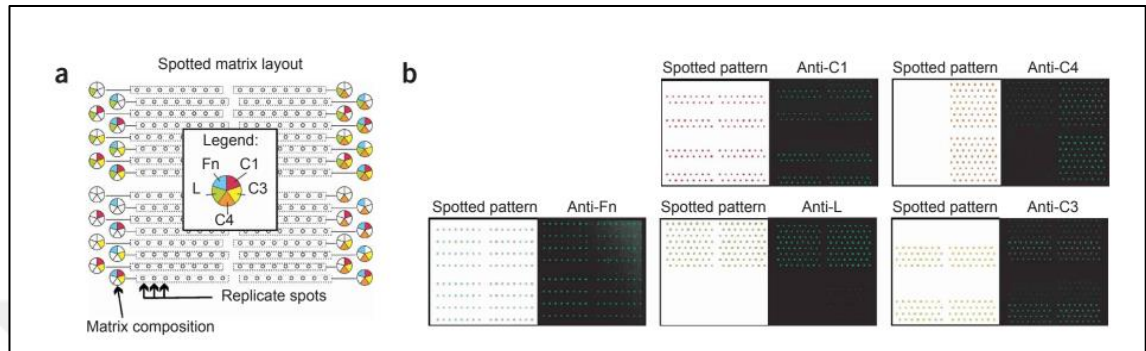 a
Spotted matrix layout
Legend:
Fn
C1
L
C3
C4
Replicate spots
Matrix composition
b
Spotted pattern Anti-C1
Spotted pattern Anti-C4
Spotted pattern Anti-Fn
Spotted pattern Anti-L
Spotted pattern Anti-C3